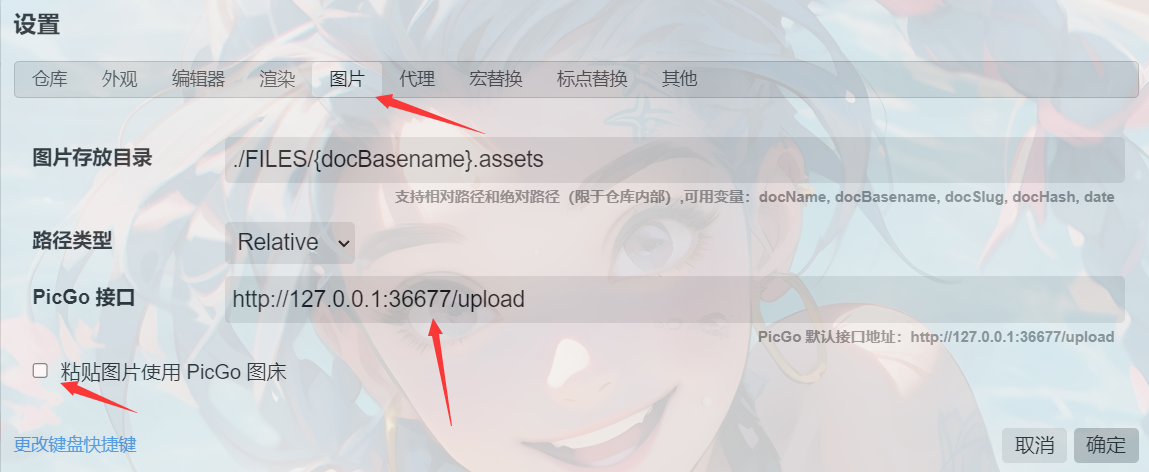 设置
仓库 外观 编辑器 渲染 图片 代理 宏替换 标点替换 其他
图片存放目录 ./FILES/{docBasename}.assets
支持相对路径和绝对路径（限于仓库内部）,可用变量：docName, docBasename, docSlug, docHash, date
路径类型 Relative
PicGo 接口 http://127.0.0.1:36677/upload
PicGo 默认接口地址：http://127.0.0.1:36677/upload
粘贴图片使用 PicGo 图床
更改键盘快捷键 取消 确定